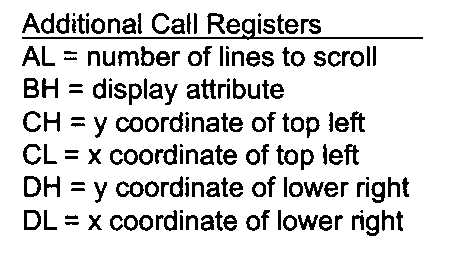 Additional Call Registers
AL = number of lines to scroll
BH = display attribute
CH = y coordinate of top left
CL = x coordinate of top left
DH = y coordinate of lower right
DL = x coordinate of lower right